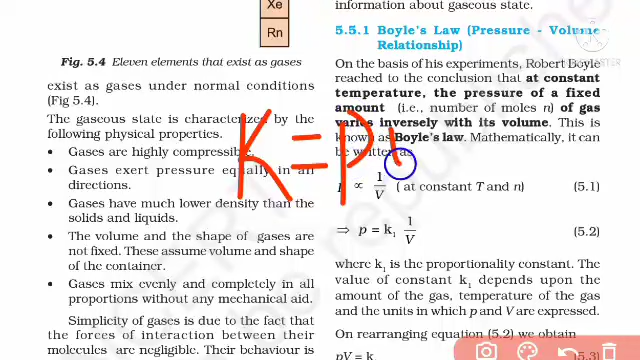 Xe
Rn
Fig. 5.4 Eleven elements that exist as gases
exist as gases under normal conditions
(Fig 5.4).
The gaseous state is characterized by the
following physical properties.
• Gases are highly compressible.
• Gases exert pressure equally in all
directions.
• Gases have much lower density than the
solids and liquids.
• The volume and the shape of gases are
not fixed. These assume volume and shape
of the container.
• Gases mix evenly and completely in all
proportions without any mechanical aid.
Simplicity of gases is due to the fact that
the forces of interaction between their
molecules are negligible. Their behaviour is
information about gaseous state.
5.5.1 Boyle's Law (Pressure - Volume
Relationship)
On the basis of his experiments, Robert Boyle
reached to the conclusion that at constant
temperature, the pressure of a fixed
amount (i.e., number of moles n) of gas
varies inversely with its volume. This is
known as Boyle's law. Mathematically, it can
be written as
p ∝ 1/V ( at constant T and n) (5.1)
⇒ p = k₁ 1/V (5.2)
where k₁ is the proportionality constant. The
value of constant k₁ depends upon the
amount of the gas, temperature of the gas
and the units in which p and V are expressed.
On rearranging equation (5.2) we obtain
pV = k (5.3)
K = P